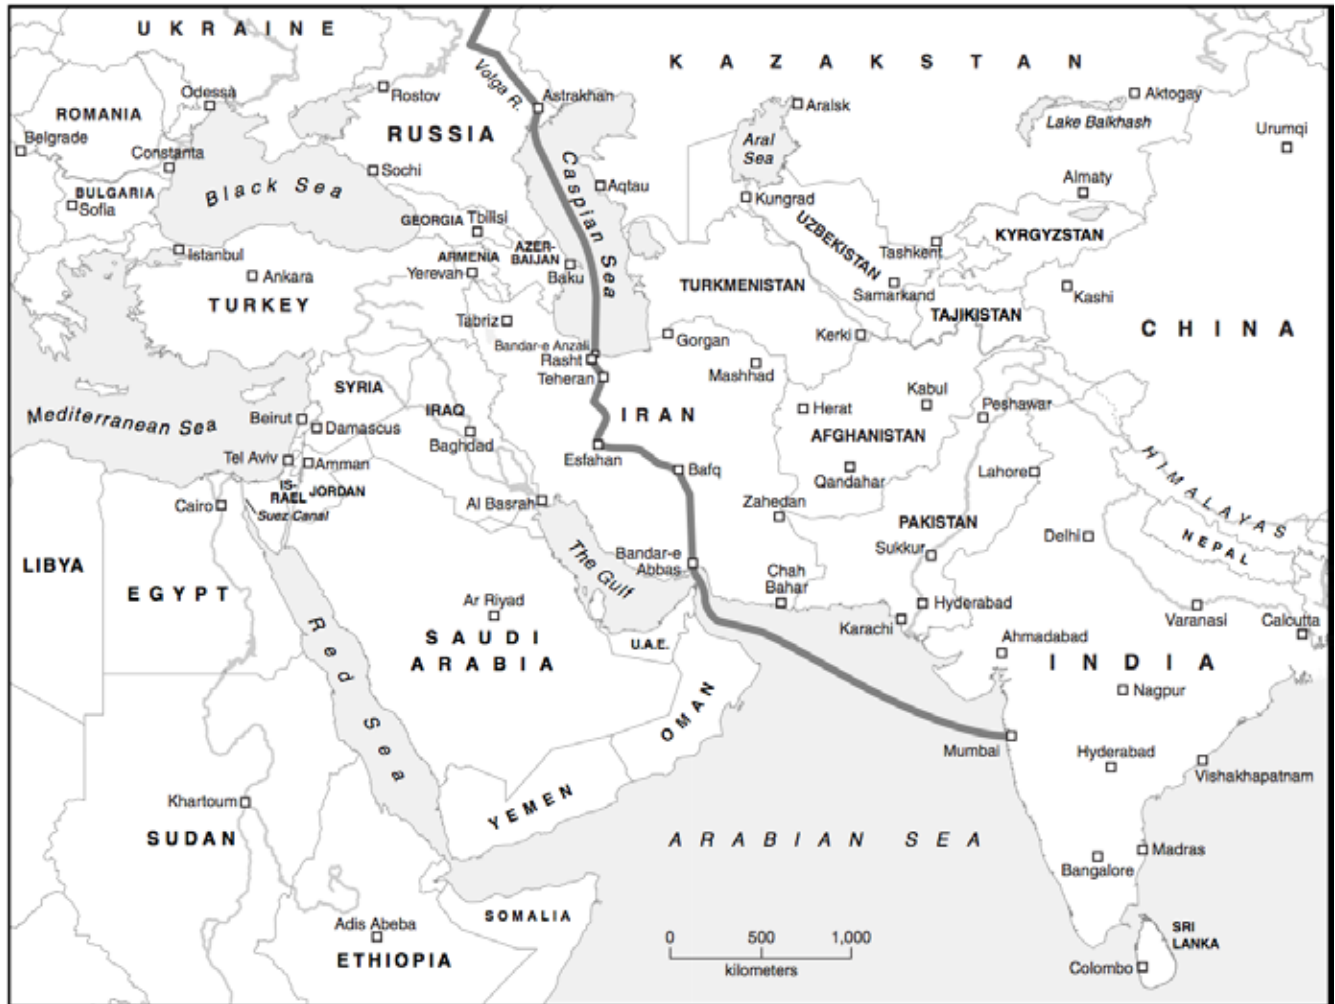 UKRAINE
KAZAKSTAN
Volga R.
Odessa
Rostov
Astrakhan
Aralsk
Aktogay
ROMANIA
RUSSIA
Lake Balkhash
Urumqi
Belgrade
Constanta
Aral
Sea
Sochi
Caspian Sea
Aqtau
Almaty
BULGARIA
Sofia
Black Sea
Kungrad
GEORGIA
Tbilisi
UZBEKISTAN
Tashkent
KYRGYZSTAN
Istanbul
ARMENIA
AZER-
BAIJAN
Yerevan
Baku
Ankara
TURKEY
TURKMENISTAN
Samarkand
Kashi
TAJIKISTAN
CHINA
Tabriz
Bandar-e Anzali
Rasht
Teheran
Gorgan
Kerki
Mashhad
SYRIA
IRAQ
IRAN
Kabul
Peshawar
Herat
AFGHANISTAN
Mediterranean Sea
Beirut
Damascus
Baghdad
Esfahan
Bafq
Tel Aviv
Amman
IS-
RAEL
JORDAN
Suez Canal
Cairo
Al Basrah
Qandahar
Lahore
HIMALAYAS
Zahedan
PAKISTAN
Sukkur
Delhi
NEPAL
LIBYA
EGYPT
The Gulf
Bandar-e
Abbas
Chah
Bahar
Hyderabad
Karachi
Varanasi
Calcutta
Ar Riyad
SAUDI
ARABIA
U.A.E.
Ahmadabad
INDIA
Nagpur
Red Sea
OMAN
Mumbai
Hyderabad
Vishakhapatnam
Khartoum
SUDAN
YEMEN
ARABIAN SEA
Madras
Bangalore
Adis Abeba
ETHIOPIA
SOMALIA
0 500 1,000
kilometers
SRI
LANKA
Colombo